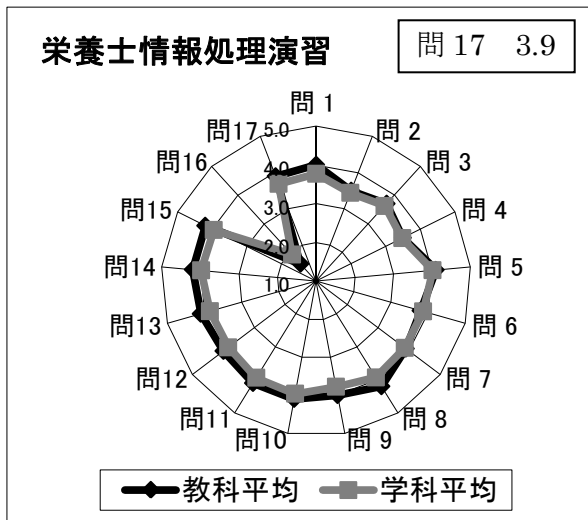 栄養士情報処理演習
問 17 3.9
問 1
問 2
問 3
問 4
問 5
問 6
問 7
問 8
問 9
問10
問11
問12
問13
問14
問15
問16
問17
5.0
4.0
3.0
2.0
1.0
教科平均 学科平均